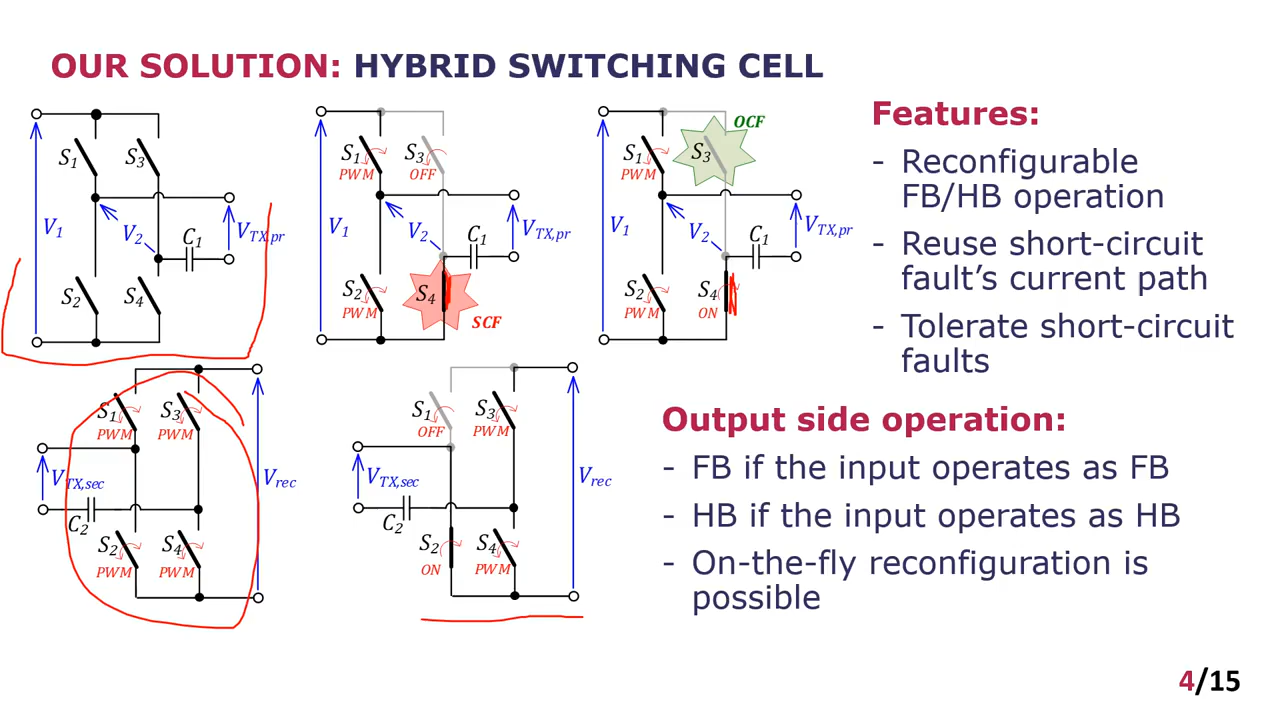 OUR SOLUTION: HYBRID SWITCHING CELL
S1
S3
V1
V2
C1
VTX,pr
S2
S4
S1
PWM
S3
OFF
V1
V2
C1
VTX,pr
S2
PWM
S4
SCF
OCF
S1
PWM
S3
V1
V2
C1
VTX,pr
S2
PWM
S4
ON
S1
PWM
S3
PWM
VTX,sec
Vrec
C2
S2
PWM
S4
PWM
S1
OFF
S3
PWM
VTX,sec
Vrec
C2
S2
ON
S4
PWM
Features:
- Reconfigurable
FB/HB operation
- Reuse short-circuit
fault’s current path
- Tolerate short-circuit
faults
Output side operation:
- FB if the input operates as FB
- HB if the input operates as HB
- On-the-fly reconfiguration is
possible
4/15